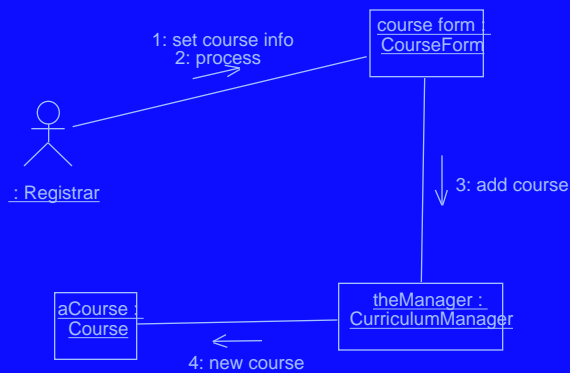 1: set course info
2: process
course form :
CourseForm
: Registrar
3: add course
aCourse :
Course
theManager :
CurriculumManager
4: new course